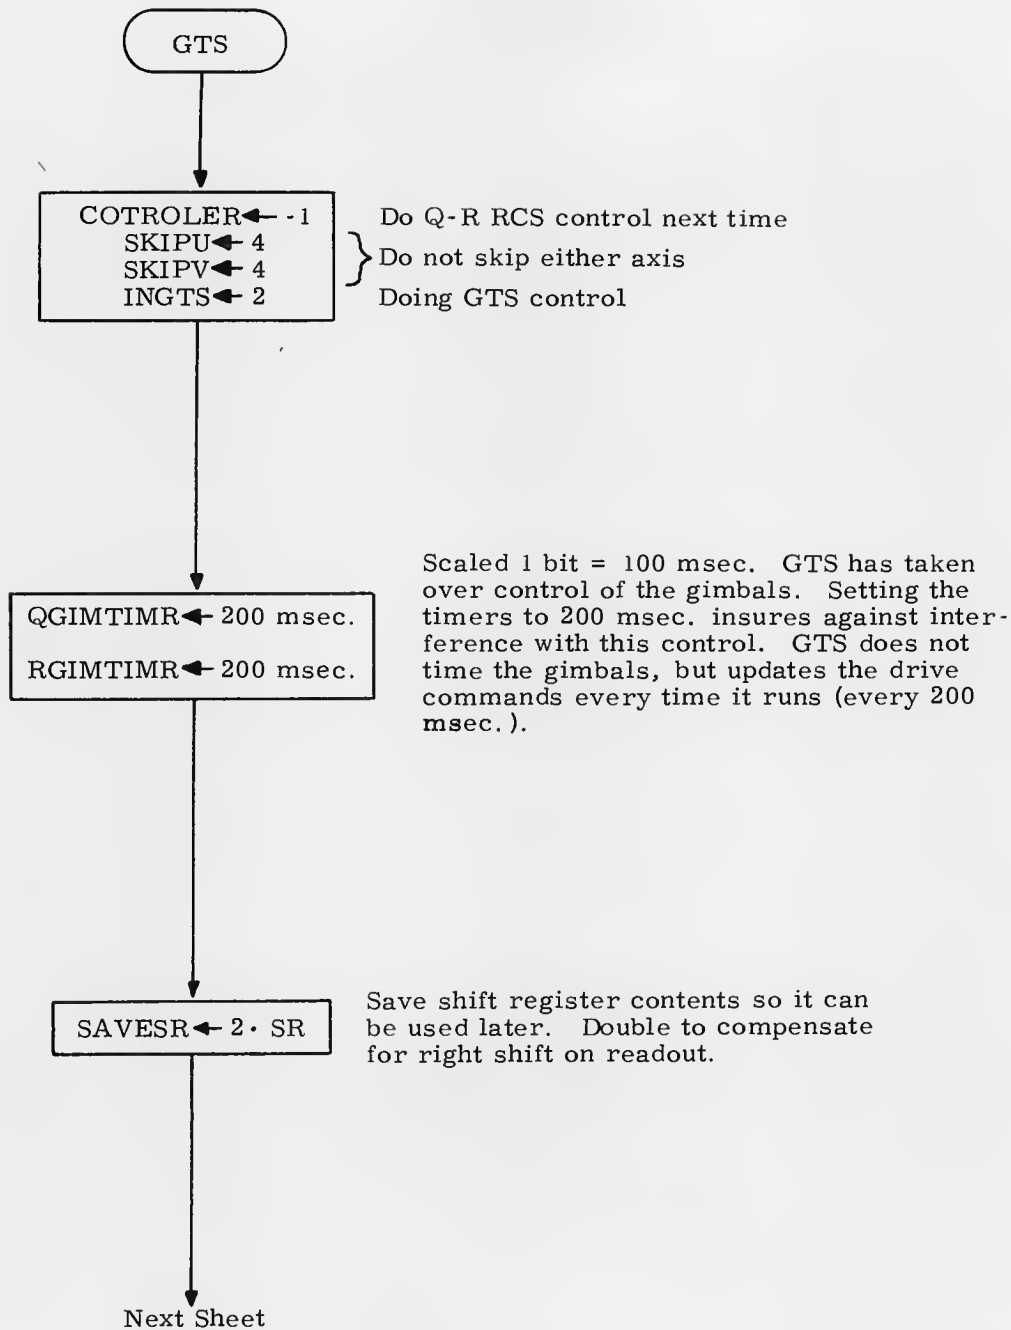 GTS
COTROLER← -1
SKIPU← 4
SKIPV← 4
INGTS← 2
Do Q-R RCS control next time
Do not skip either axis
Doing GTS control
QGIMTIMR← 200 msec.
RGIMTIMR← 200 msec.
Scaled 1 bit = 100 msec. GTS has taken
over control of the gimbals. Setting the
timers to 200 msec. insures against inter-
ference with this control. GTS does not
time the gimbals, but updates the drive
commands every time it runs (every 200
msec.).
SAVESR← 2· SR
Save shift register contents so it can
be used later. Double to compensate
for right shift on readout.
Next Sheet